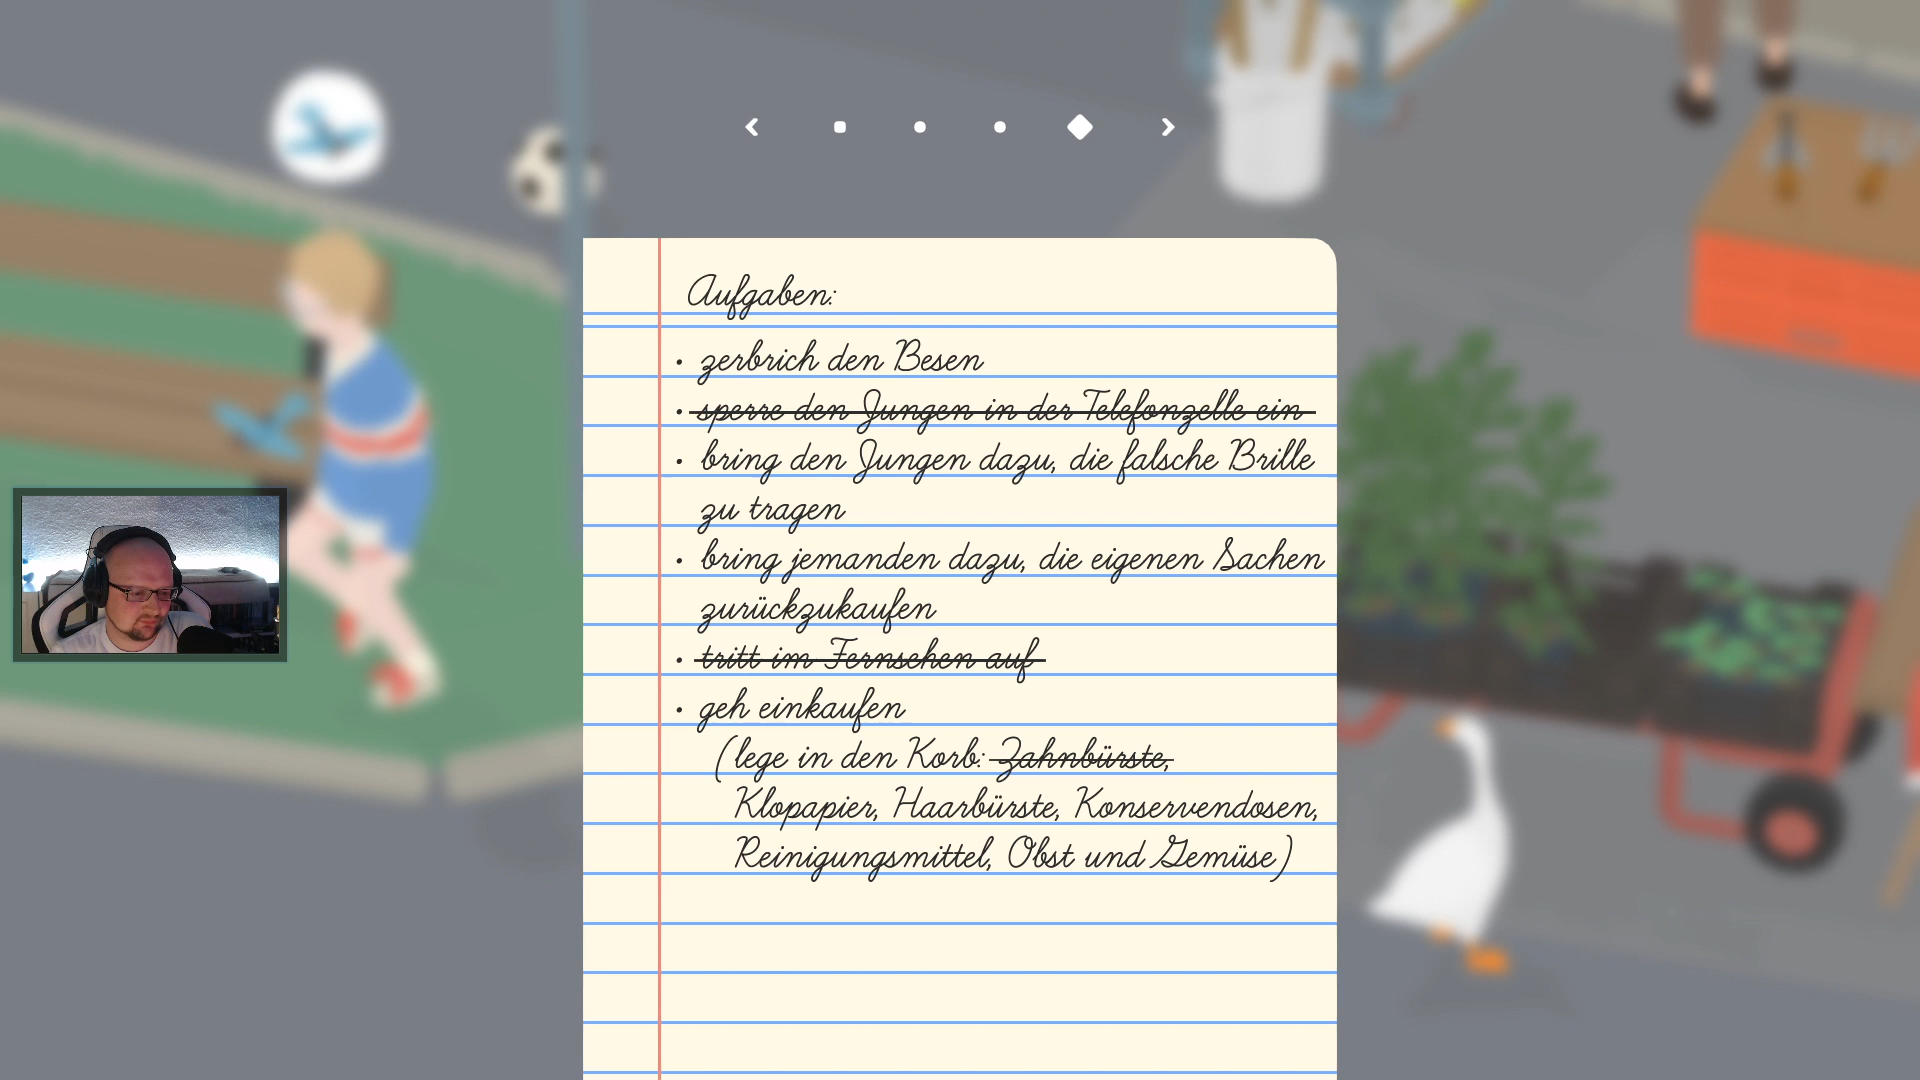 Aufgaben:
• zerbrich den Besen
• sperre den Jungen in der Telefonzelle ein
• bring den Jungen dazu, die falsche Brille
zu tragen
• bring jemanden dazu, die eigenen Sachen
zurückzukaufen
• tritt im Fernsehen auf
• geh einkaufen
(lege in den Korb: Zahnbürste,
Klopapier, Haarbürste, Konservendosen,
Reinigungsmittel, Obst und Gemüse)